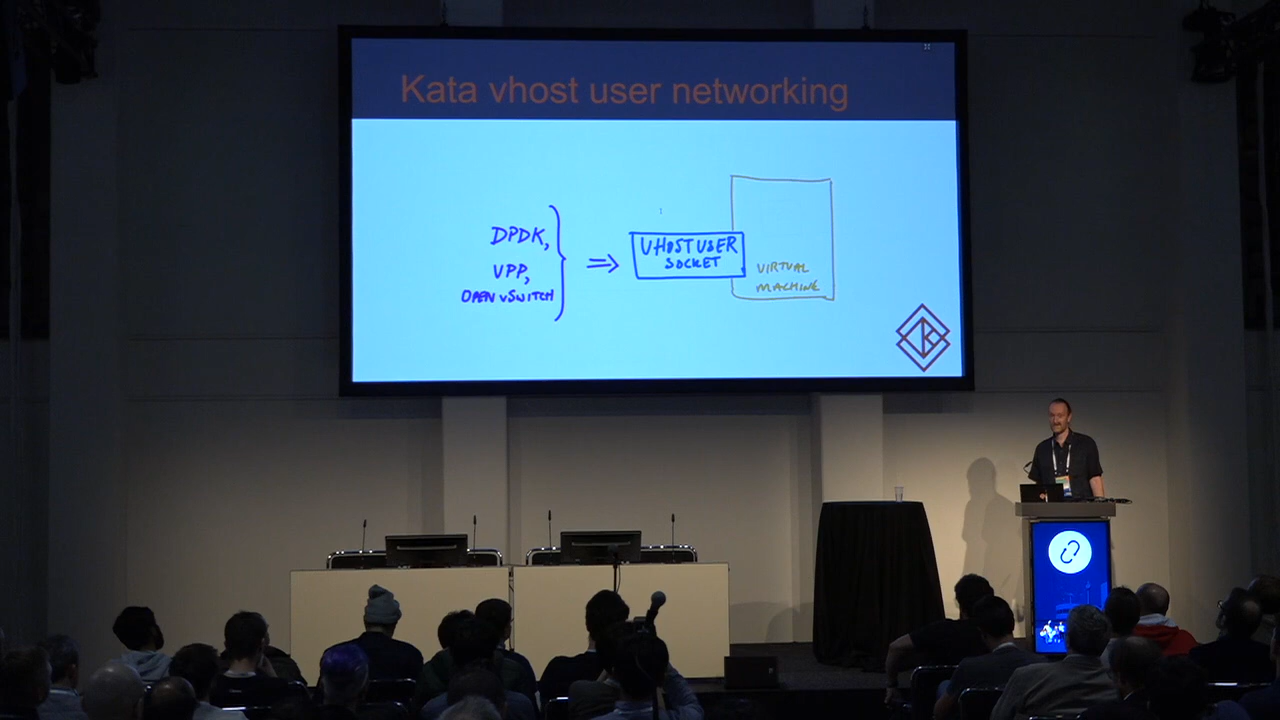 Kata vhost user networking
DPDK,
VPP,
OPEN vSWITCH
⇒
VHOST USER
SOCKET
VIRTUAL
MACHINE